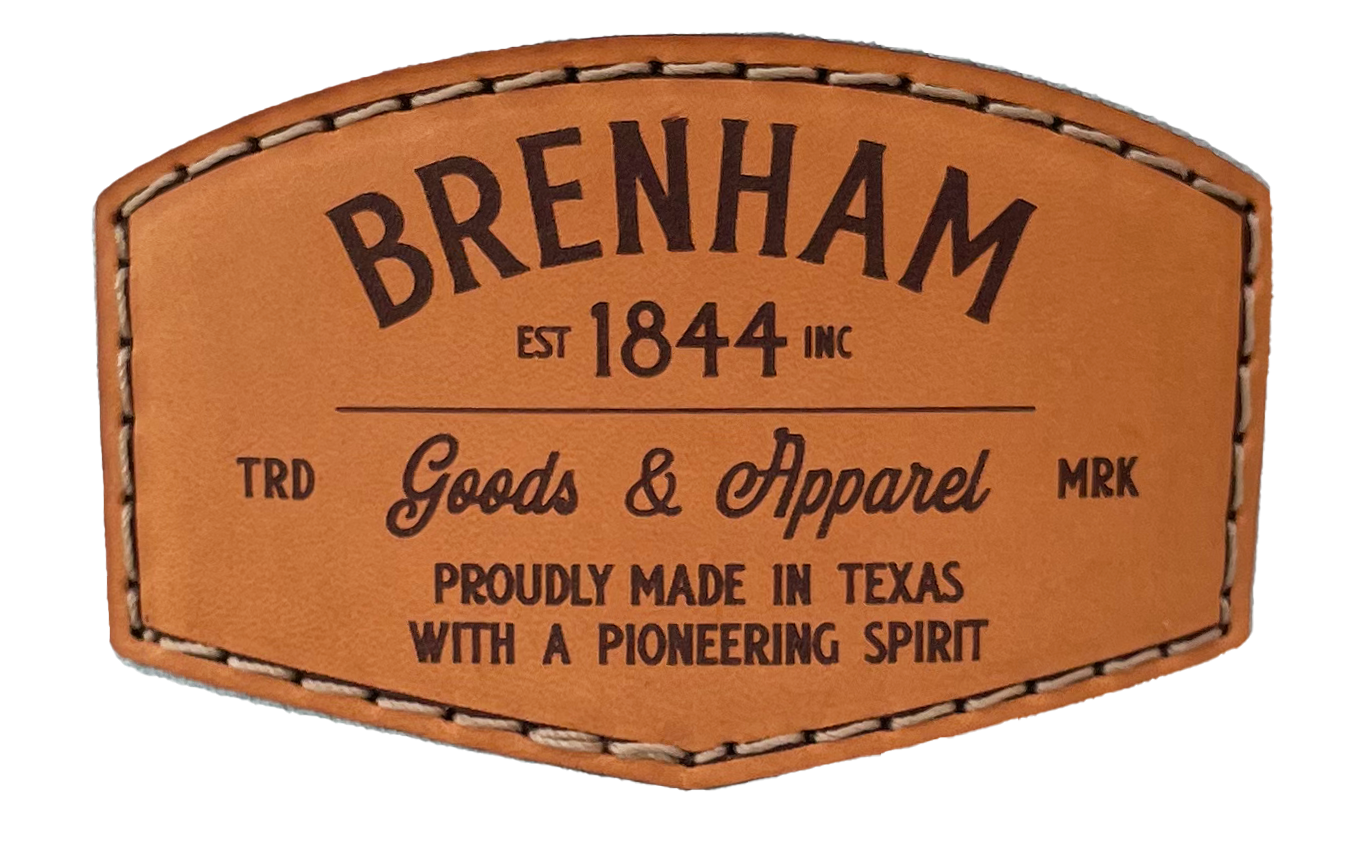 BRENHAM
EST 1844 INC
TRD Goods & Apparel MRK
PROUDLY MADE IN TEXAS
WITH A PIONEERING SPIRIT